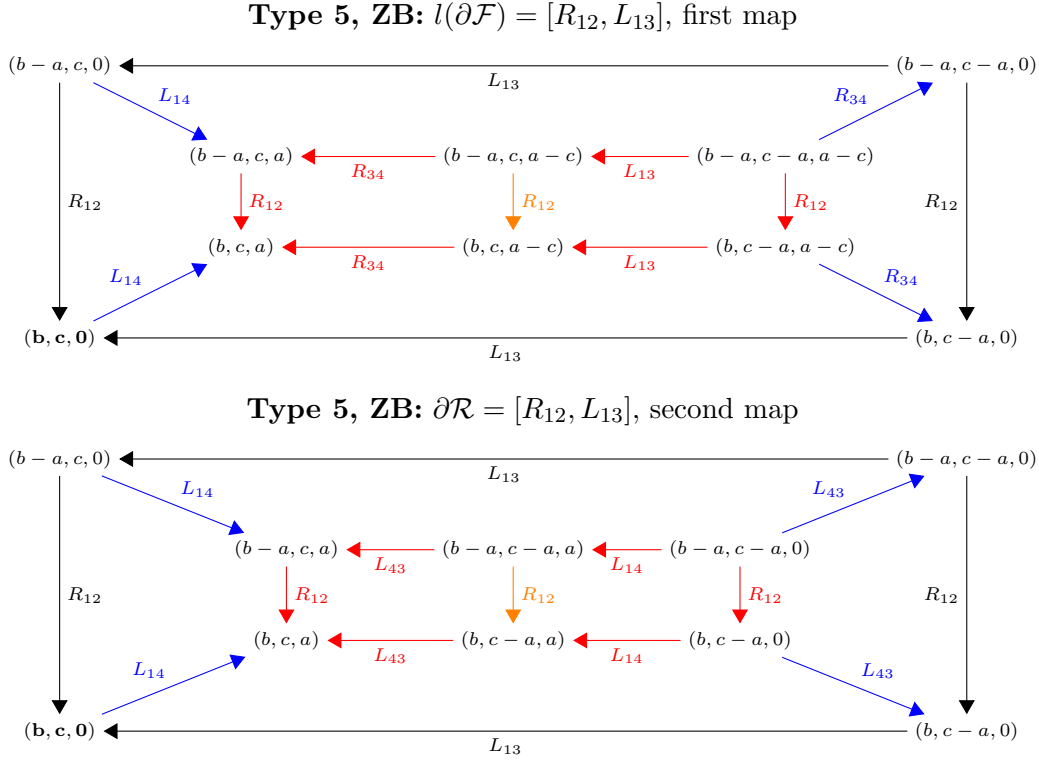 Type 5, ZB: l(∂ℱ) = [R₁₂, L₁₃], first map
(b − a, c, 0) L₁₃ (b − a, c − a, 0)
L₁₄ R₃₄
(b − a, c, a) R₃₄ (b − a, c, a − c) L₁₃ (b − a, c − a, a − c)
R₁₂ R₁₂ R₁₂ R₁₂ R₁₂
(b, c, a) R₃₄ (b, c, a − c) L₁₃ (b, c − a, a − c)
L₁₄ R₃₄
(b, c, 0) L₁₃ (b, c − a, 0)
Type 5, ZB: ∂ℛ = [R₁₂, L₁₃], second map
(b − a, c, 0) L₁₃ (b − a, c − a, 0)
L₁₄ L₄₃
(b − a, c, a) L₄₃ (b − a, c − a, a) L₁₄ (b − a, c − a, 0)
R₁₂ R₁₂ R₁₂ R₁₂ R₁₂
(b, c, a) L₄₃ (b, c − a, a) L₁₄ (b, c − a, 0)
L₁₄ L₄₃
(b, c, 0) L₁₃ (b, c − a, 0)